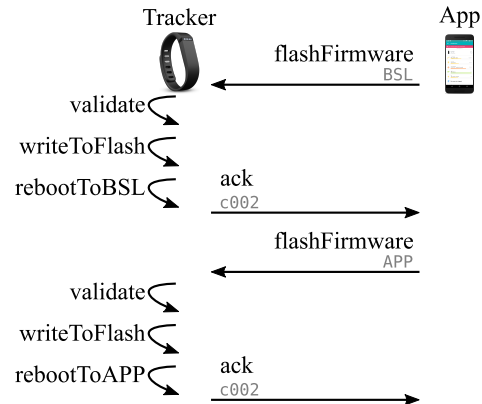 Tracker
App
flashFirmware
BSL
validate
writeToFlash
rebootToBSL
ack
c002
flashFirmware
APP
validate
writeToFlash
rebootToAPP
ack
c002